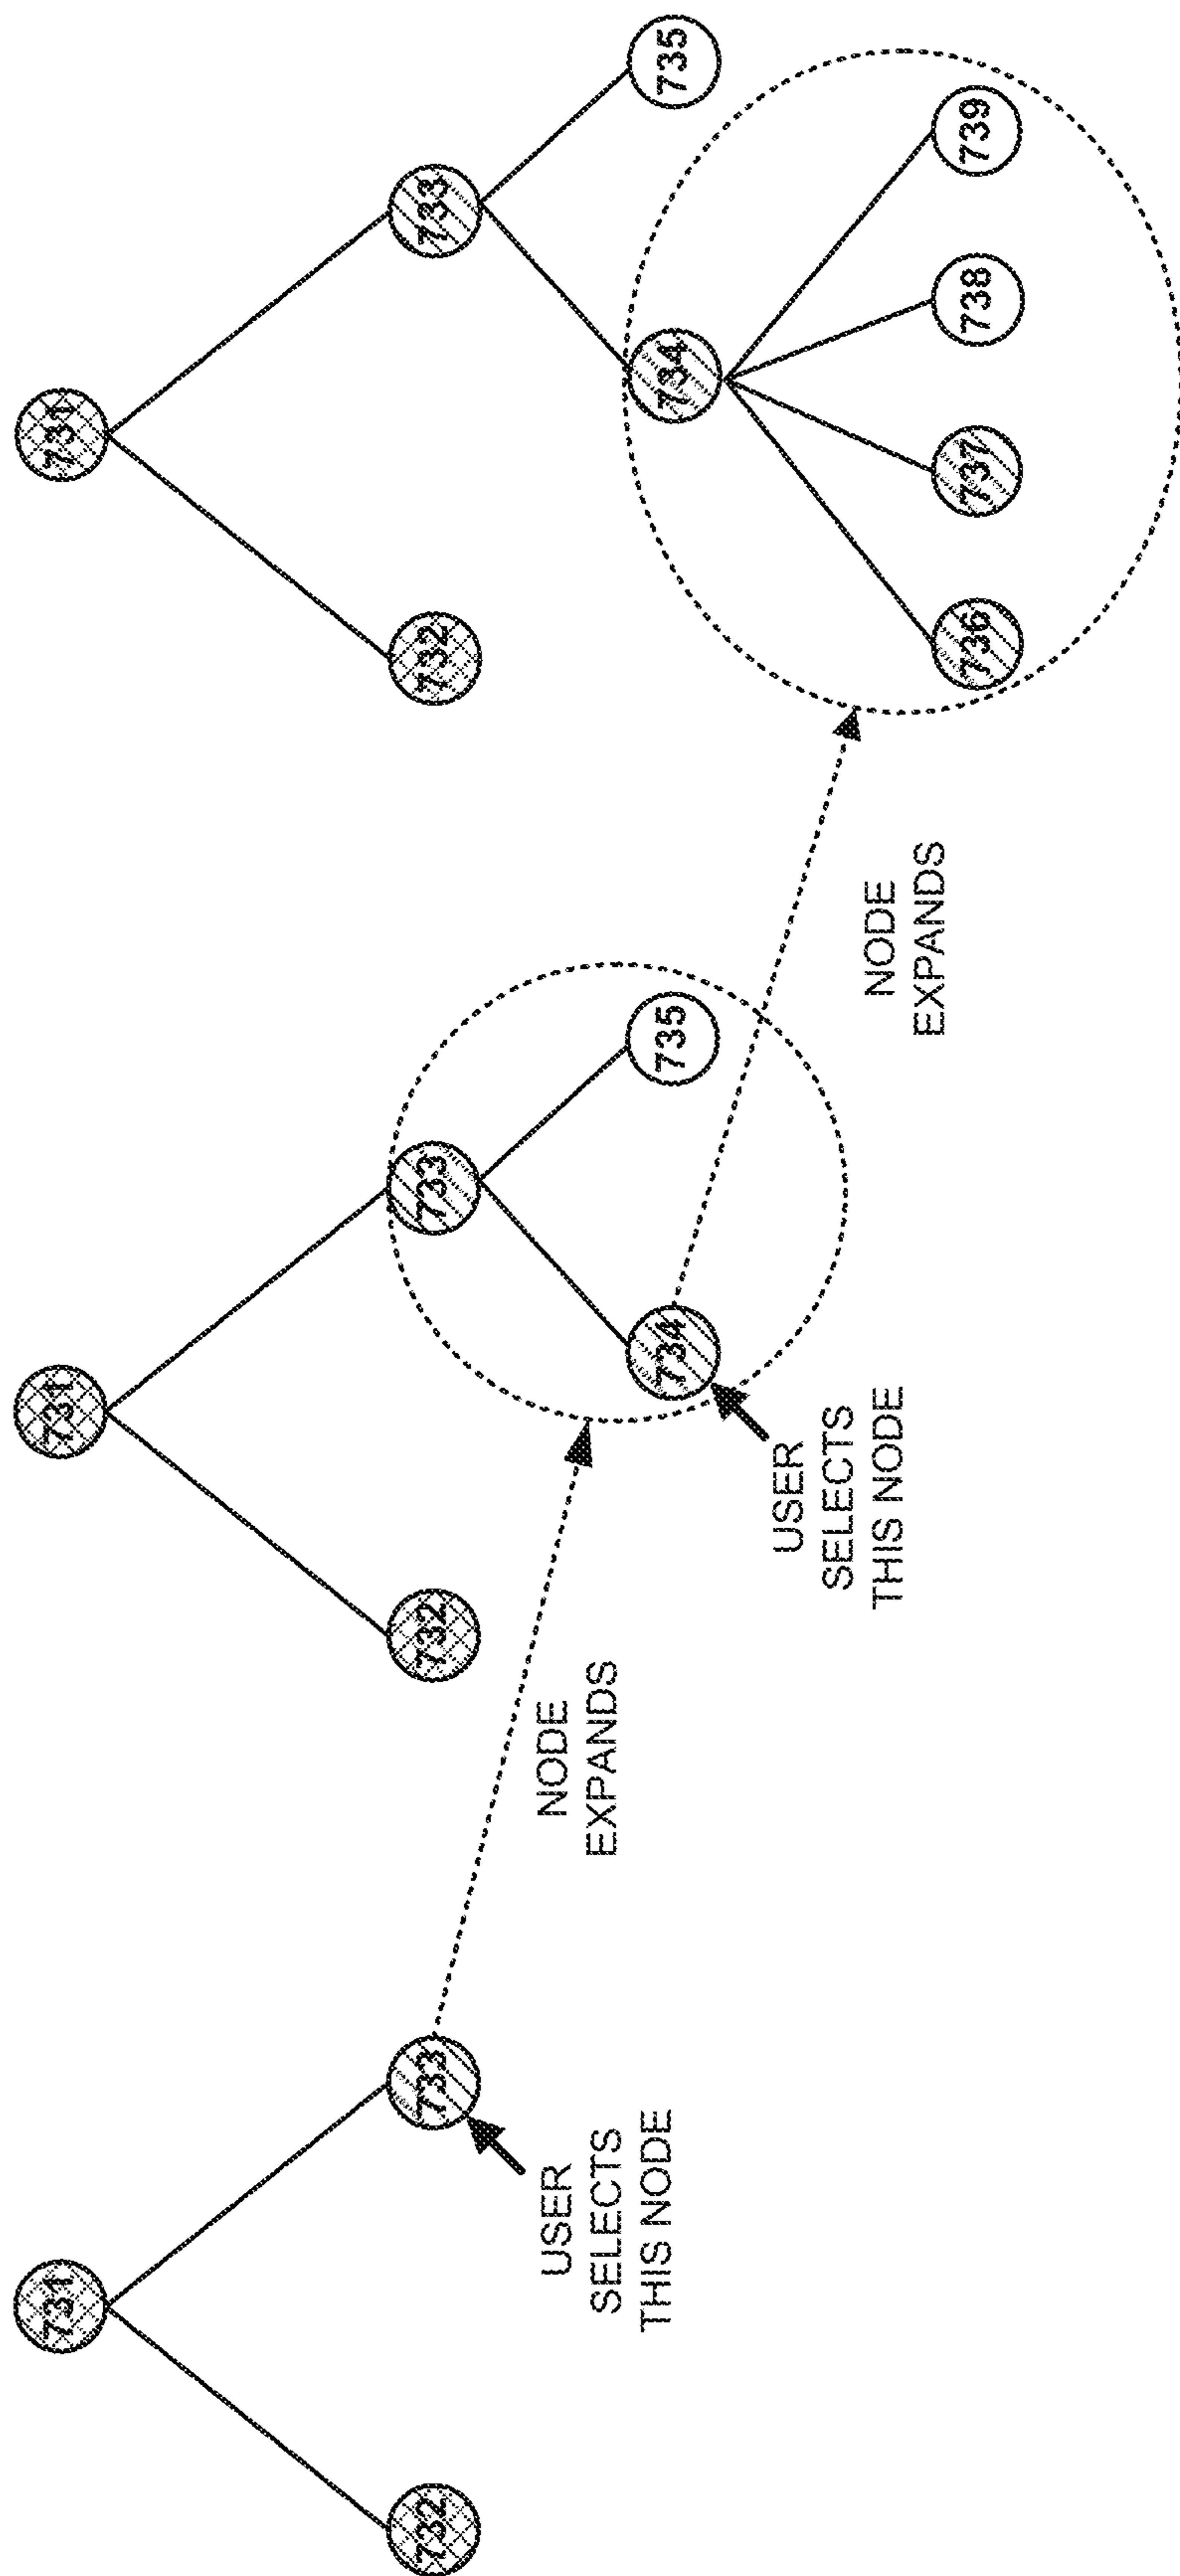 731
732
733
USER
SELECTS
THIS NODE
NODE
EXPANDS
731
732
733
734
735
USER
SELECTS
THIS NODE
NODE
EXPANDS
731
732
733
734
735
736
737
738
739